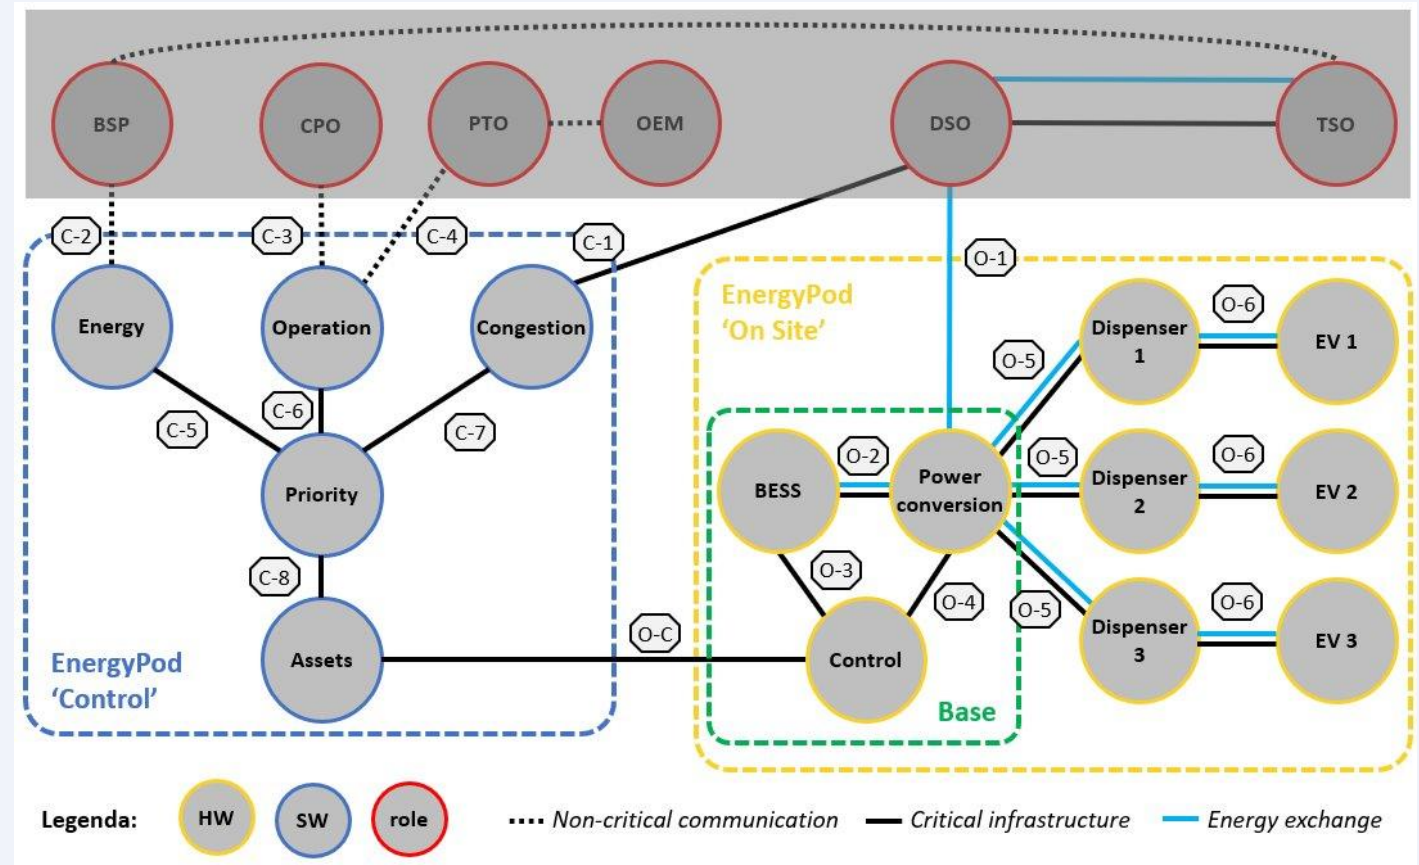 BSP
CPO
PTO
OEM
DSO
TSO
C-2
C-3
C-4
C-1
O-1
EnergyPod
‘On Site’
Energy
Operation
Congestion
Dispenser
1
O-6
EV 1
O-5
C-5
C-6
C-7
Priority
BESS
O-2
Power
conversion
O-5
Dispenser
2
O-6
EV 2
C-8
O-3
O-4
O-5
Dispenser
3
O-6
EV 3
EnergyPod
‘Control’
Assets
O-C
Control
Base
Legenda:
HW
SW
role
Non-critical communication
Critical infrastructure
Energy exchange